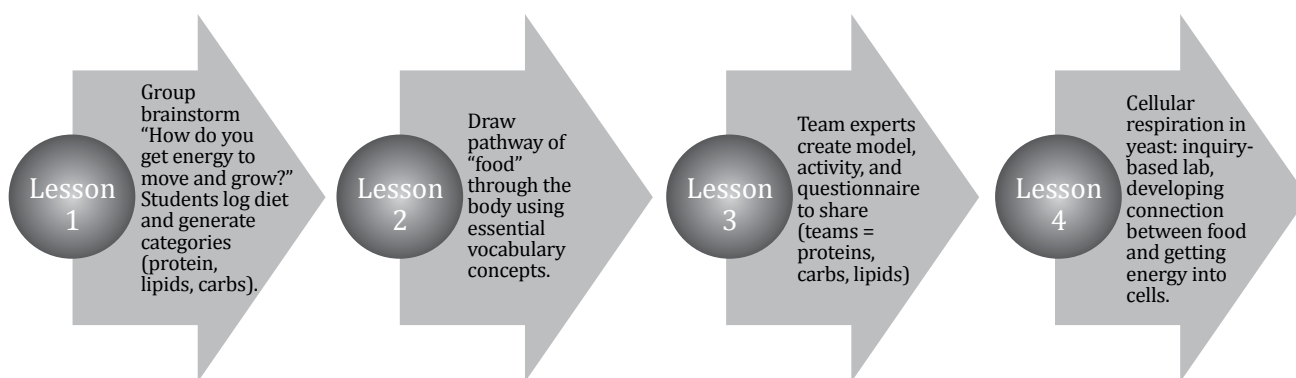 Lesson
1
Group
brainstorm
“How do you
get energy to
move and grow?”
Students log diet
and generate
categories
(protein,
lipids, carbs).
Lesson
2
Draw
pathway of
“food”
through the
body using
essential
vocabulary
concepts.
Lesson
3
Team experts
create model,
activity, and
questionnaire
to share
(teams =
proteins,
carbs, lipids)
Lesson
4
Cellular
respiration in
yeast: inquiry-
based lab,
developing
connection
between food
and getting
energy into
cells.